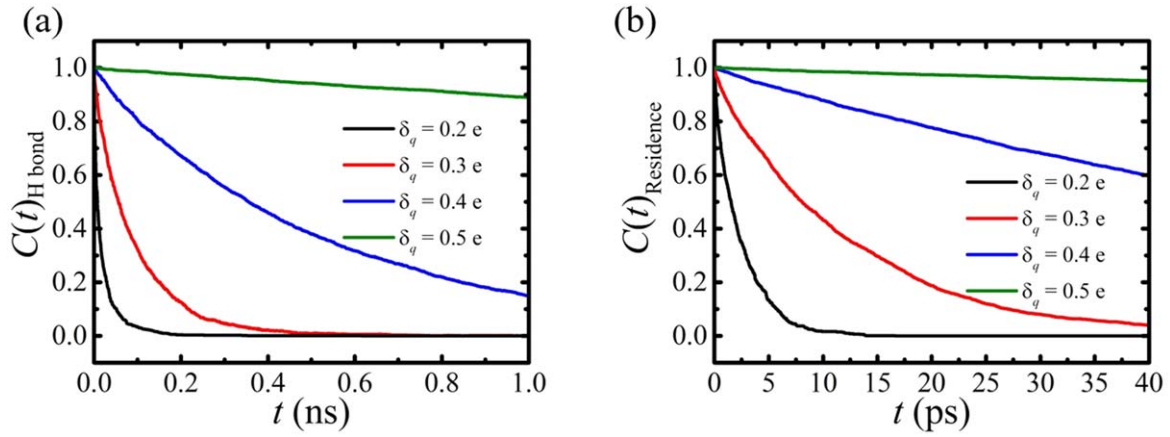 (a)
C(t)H bond
1.0
0.8
0.6
0.4
0.2
0.0
δq = 0.2 e
δq = 0.3 e
δq = 0.4 e
δq = 0.5 e
0.0 0.2 0.4 0.6 0.8 1.0
t (ns)
(b)
C(t)Residence
1.0
0.8
0.6
0.4
0.2
0.0
δq = 0.2 e
δq = 0.3 e
δq = 0.4 e
δq = 0.5 e
0 5 10 15 20 25 30 35 40
t (ps)